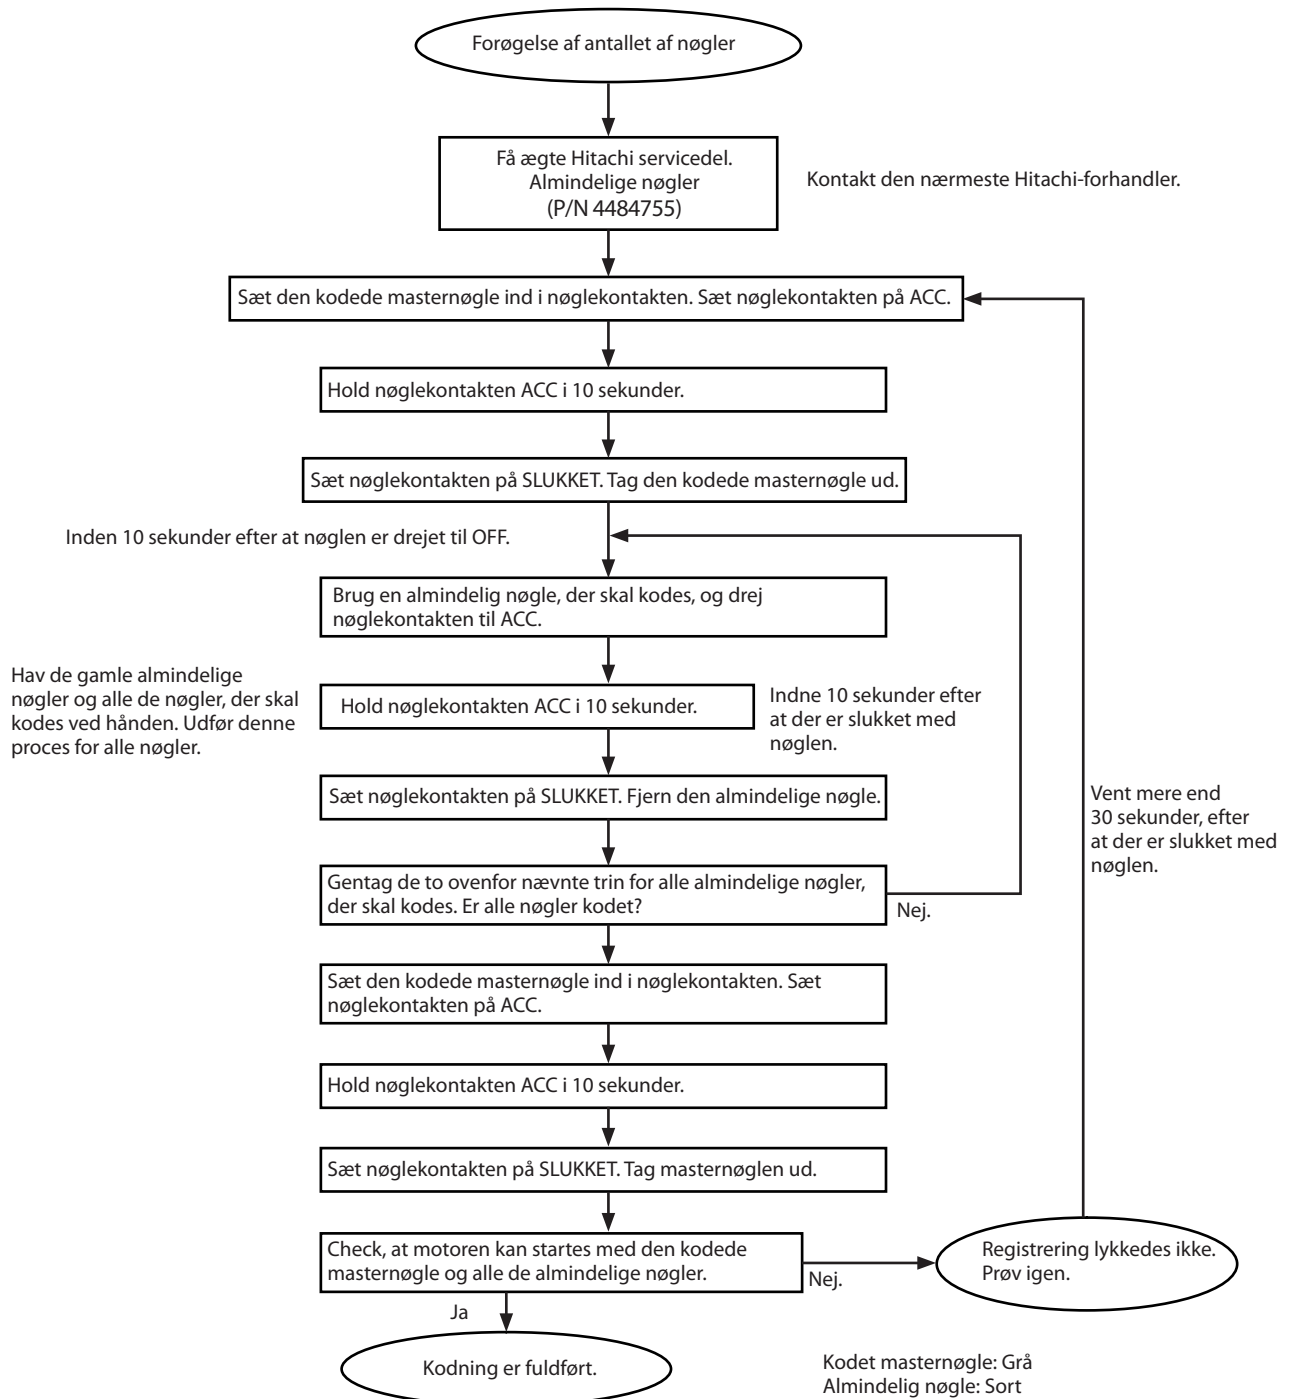 Forøgelse af antallet af nøgler
Få ægte Hitachi servicedel.
Almindelige nøgler
(P/N 4484755)
Kontakt den nærmeste Hitachi-forhandler.
Sæt den kodede masternøgle ind i nøglekontakten. Sæt nøglekontakten på ACC.
Hold nøglekontakten ACC i 10 sekunder.
Sæt nøglekontakten på SLUKKET. Tag den kodede masternøgle ud.
Inden 10 sekunder efter at nøglen er drejet til OFF.
Brug en almindelig nøgle, der skal kodes, og drej
nøglekontakten til ACC.
Hav de gamle almindelige
nøgler og alle de nøgler, der skal
kodes ved hånden. Udfør denne
proces for alle nøgler.
Hold nøglekontakten ACC i 10 sekunder.
Indne 10 sekunder efter
at der er slukket med
nøglen.
Sæt nøglekontakten på SLUKKET. Fjern den almindelige nøgle.
Vent mere end
30 sekunder, efter
at der er slukket med
nøglen.
Gentag de to ovenfor nævnte trin for alle almindelige nøgler,
der skal kodes. Er alle nøgler kodet?
Nej.
Sæt den kodede masternøgle ind i nøglekontakten. Sæt
nøglekontakten på ACC.
Hold nøglekontakten ACC i 10 sekunder.
Sæt nøglekontakten på SLUKKET. Tag masternøglen ud.
Check, at motoren kan startes med den kodede
masternøgle og alle de almindelige nøgler.
Nej.
Registrering lykkedes ikke.
Prøv igen.
Ja
Kodning er fuldført.
Kodet masternøgle: Grå
Almindelig nøgle: Sort